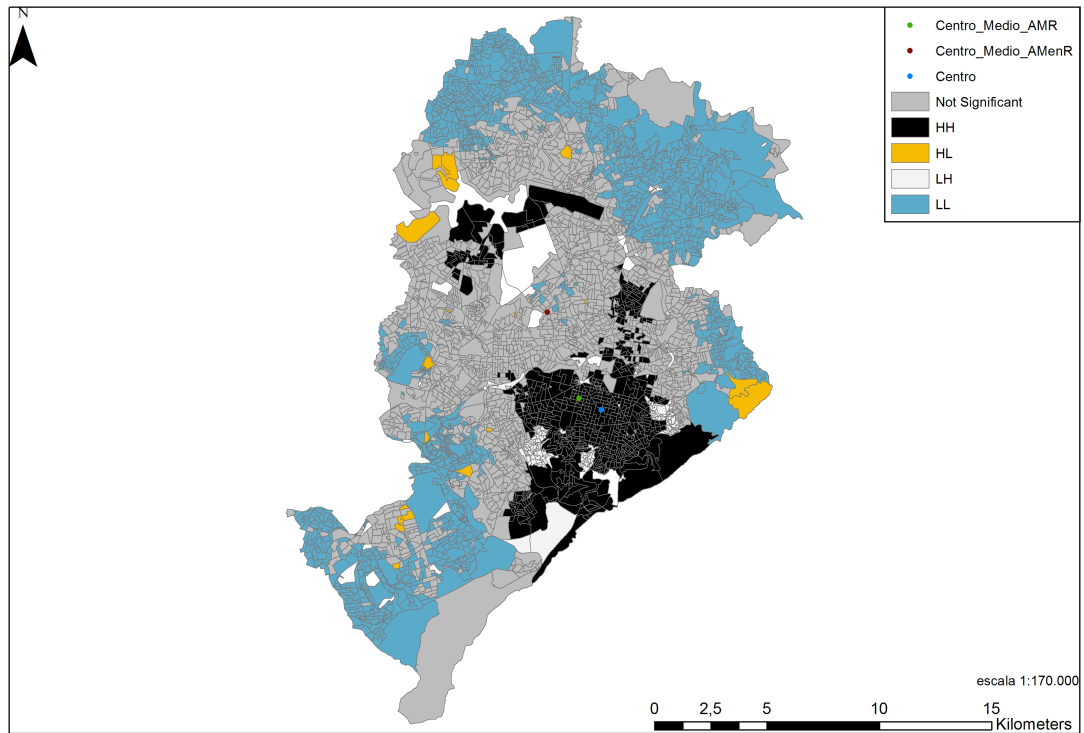 N
Centro_Medio_AMR
Centro_Medio_AMenR
Centro
Not Significant
HH
HL
LH
LL
escala 1:170.000
0 2,5 5 10 15
Kilometers